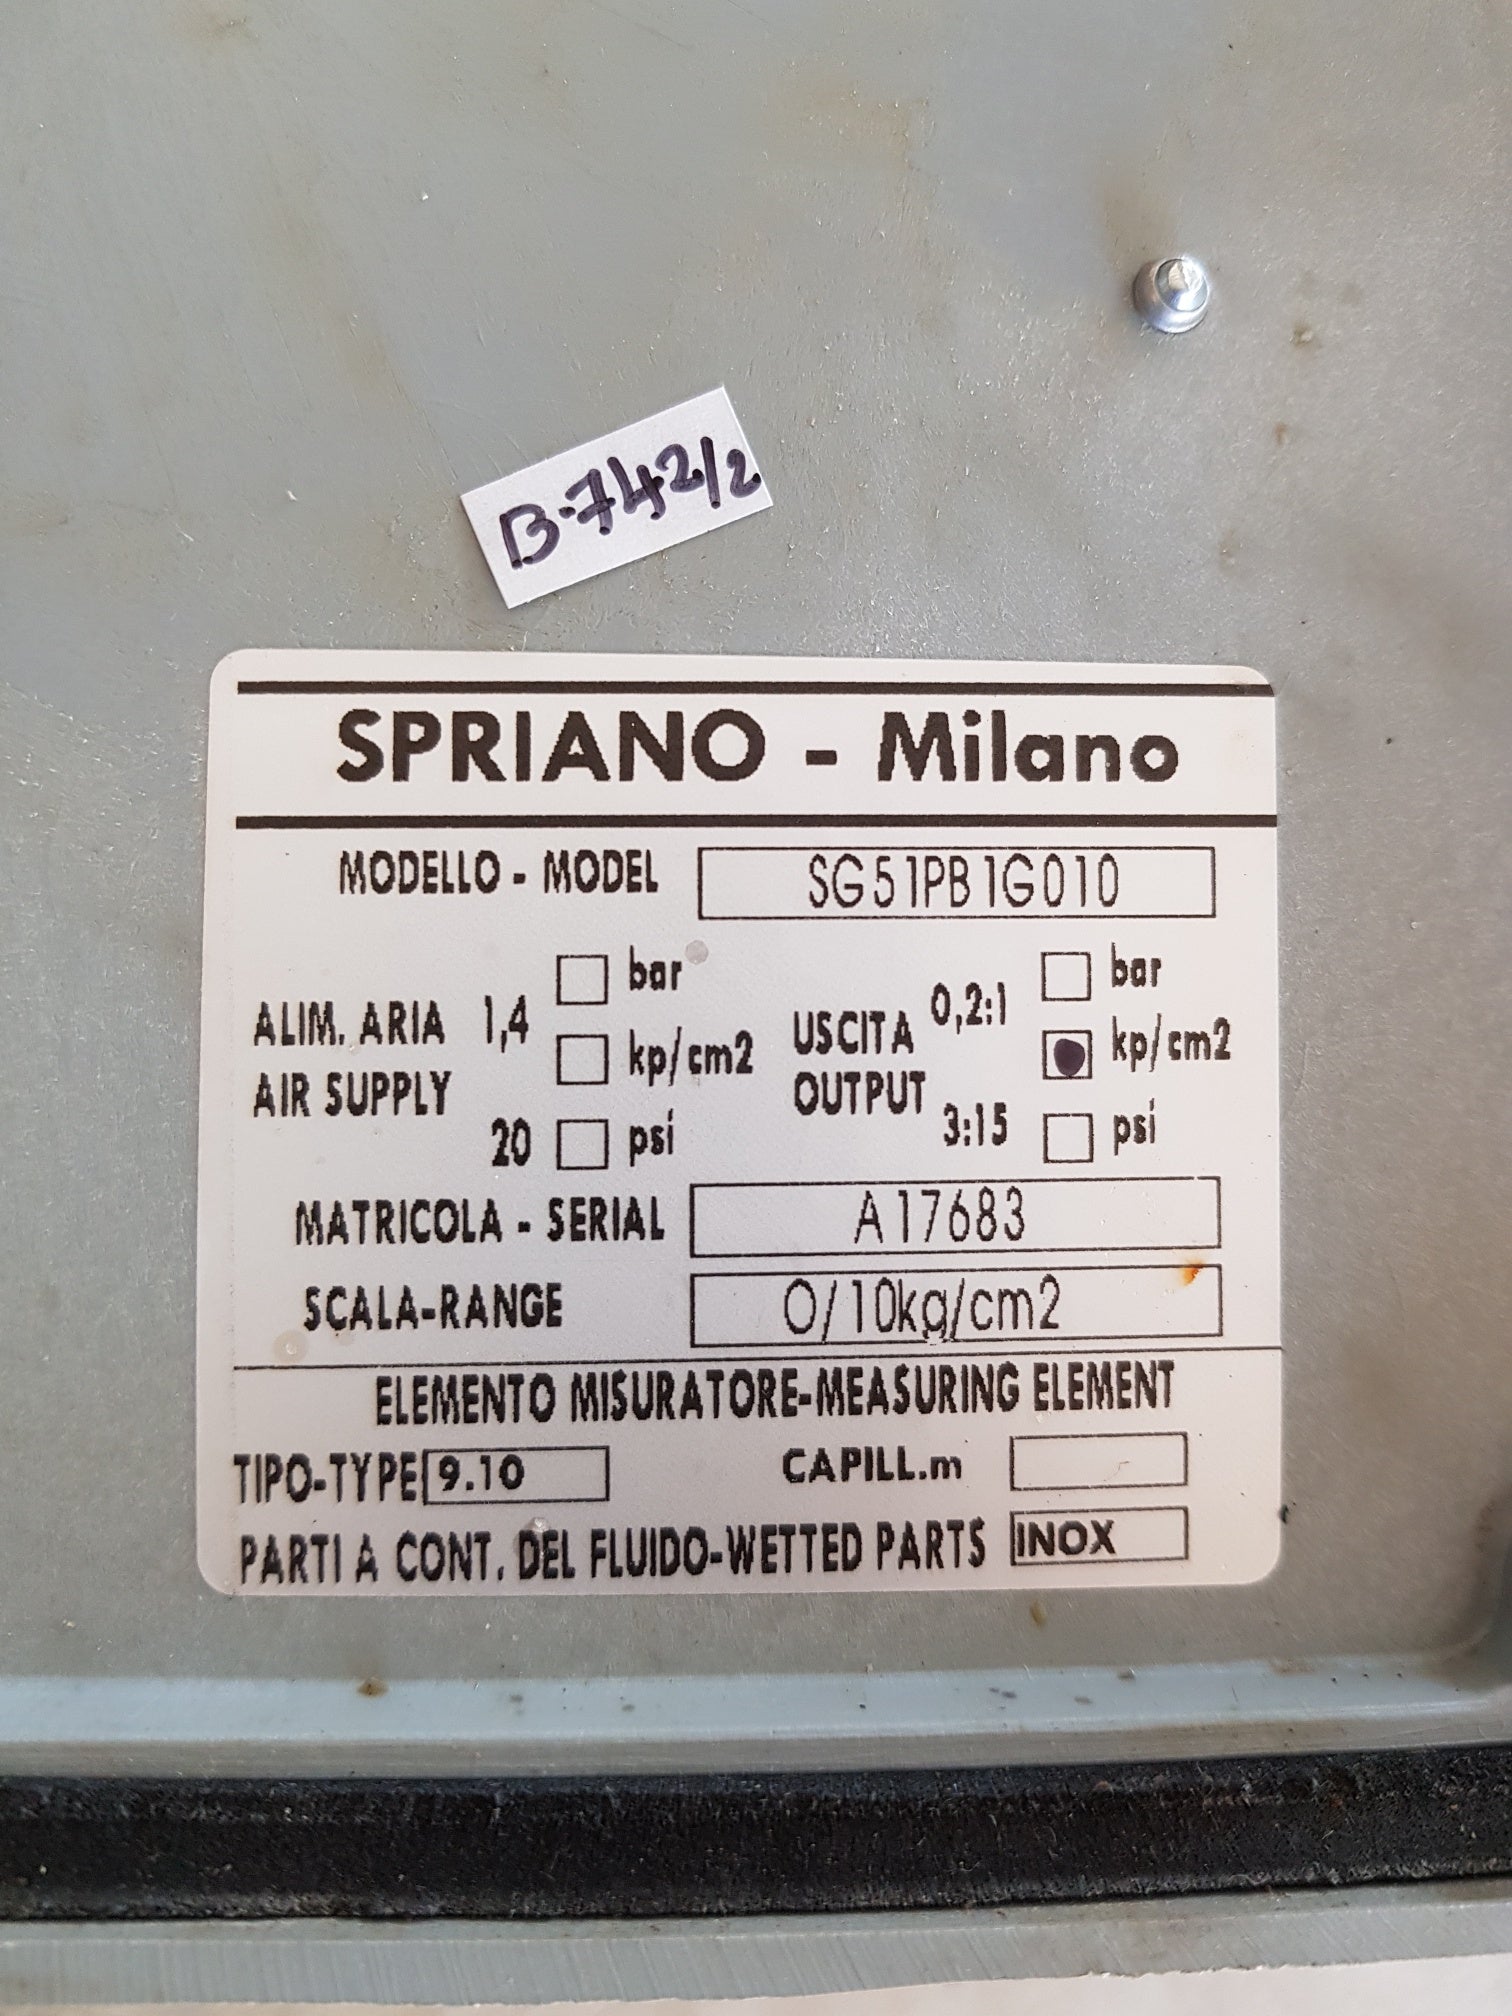 B-742/2
SPRIANO - Milano
MODELLO - MODEL SG51PB1G010
ALIM. ARIA 1,4 bar
AIR SUPPLY kp/cm2
20 psi
USCITA 0,2:1 bar
OUTPUT kp/cm2
3:15 psi
MATRICOLA - SERIAL A17683
SCALA-RANGE 0/10kg/cm2
ELEMENTO MISURATORE-MEASURING ELEMENT
TIPO-TYPE 9.10 CAPILL.m
PARTI A CONT. DEL FLUIDO-WETTED PARTS INOX